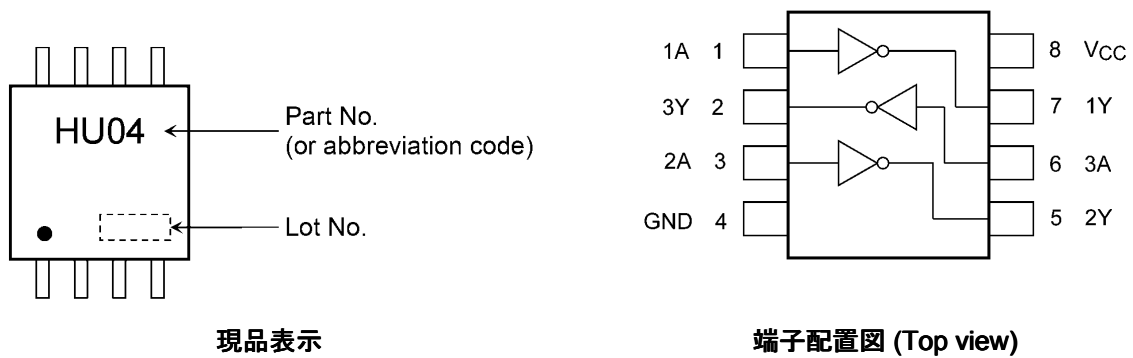 HU04
Part No.
(or abbreviation code)
Lot No.
現品表示
1A 1
3Y 2
2A 3
GND 4
8 VCC
7 1Y
6 3A
5 2Y
端子配置図 (Top view)